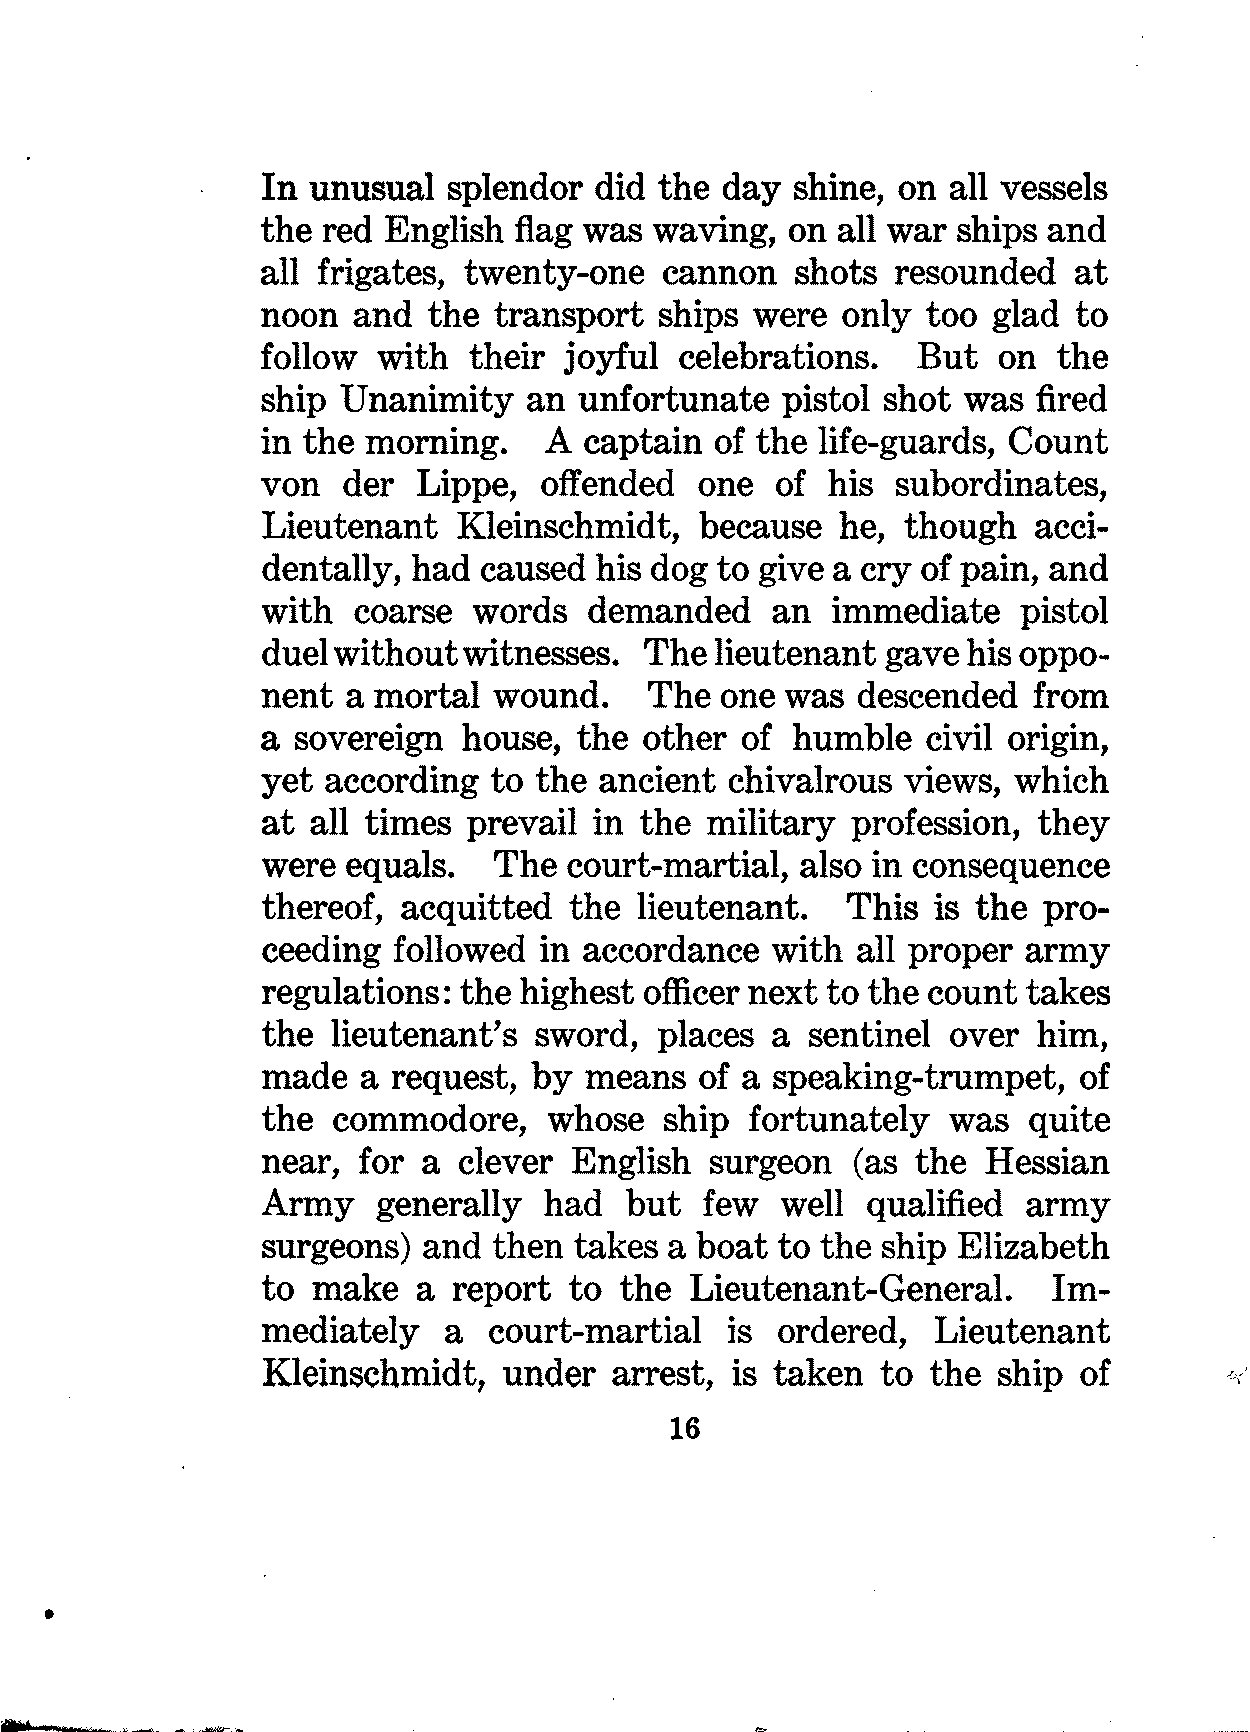 In unusual splendor did the day shine, on all vessels
the red English flag was waving, on all war ships and
all frigates, twenty-one cannon shots resounded at
noon and the transport ships were only too glad to
follow with their joyful celebrations. But on the
ship Unanimity an unfortunate pistol shot was fired
in the morning. A captain of the life-guards, Count
von der Lippe, offended one of his subordinates,
Lieutenant Kleinschmidt, because he, though acci-
dentally, had caused his dog to give a cry of pain, and
with coarse words demanded an immediate pistol
duel without witnesses. The lieutenant gave his oppo-
nent a mortal wound. The one was descended from
a sovereign house, the other of humble civil origin,
yet according to the ancient chivalrous views, which
at all times prevail in the military profession, they
were equals. The court-martial, also in consequence
thereof, acquitted the lieutenant. This is the pro-
ceeding followed in accordance with all proper army
regulations: the highest officer next to the count takes
the lieutenant's sword, places a sentinel over him,
made a request, by means of a speaking-trumpet, of
the commodore, whose ship fortunately was quite
near, for a clever English surgeon (as the Hessian
Army generally had but few well qualified army
surgeons) and then takes a boat to the ship Elizabeth
to make a report to the Lieutenant-General. Im-
mediately a court-martial is ordered, Lieutenant
Kleinschmidt, under arrest, is taken to the ship of
16